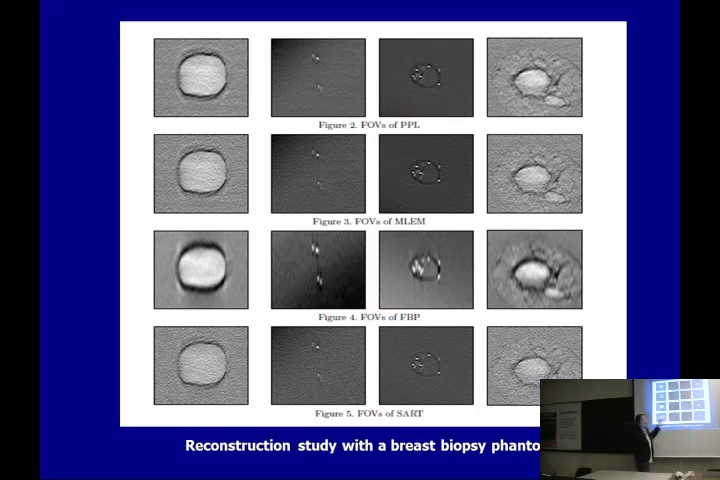 Figure 2. FOVs of PPL
Figure 3. FOVs of MLEM
Figure 4. FOVs of FBP
Figure 5. FOVs of SART
Reconstruction study with a breast biopsy phanto